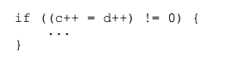 if ((c++ = d++) != 0) {
...
}